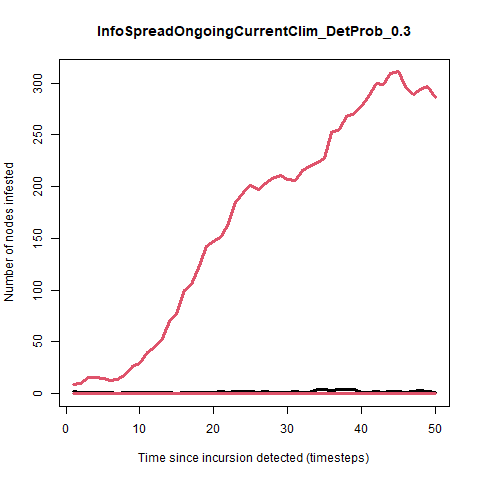 InfoSpreadOngoingCurrentClim_DetProb_0.3
Number of nodes infested
300
250
200
150
100
50
0
0 10 20 30 40 50
Time since incursion detected (timesteps)